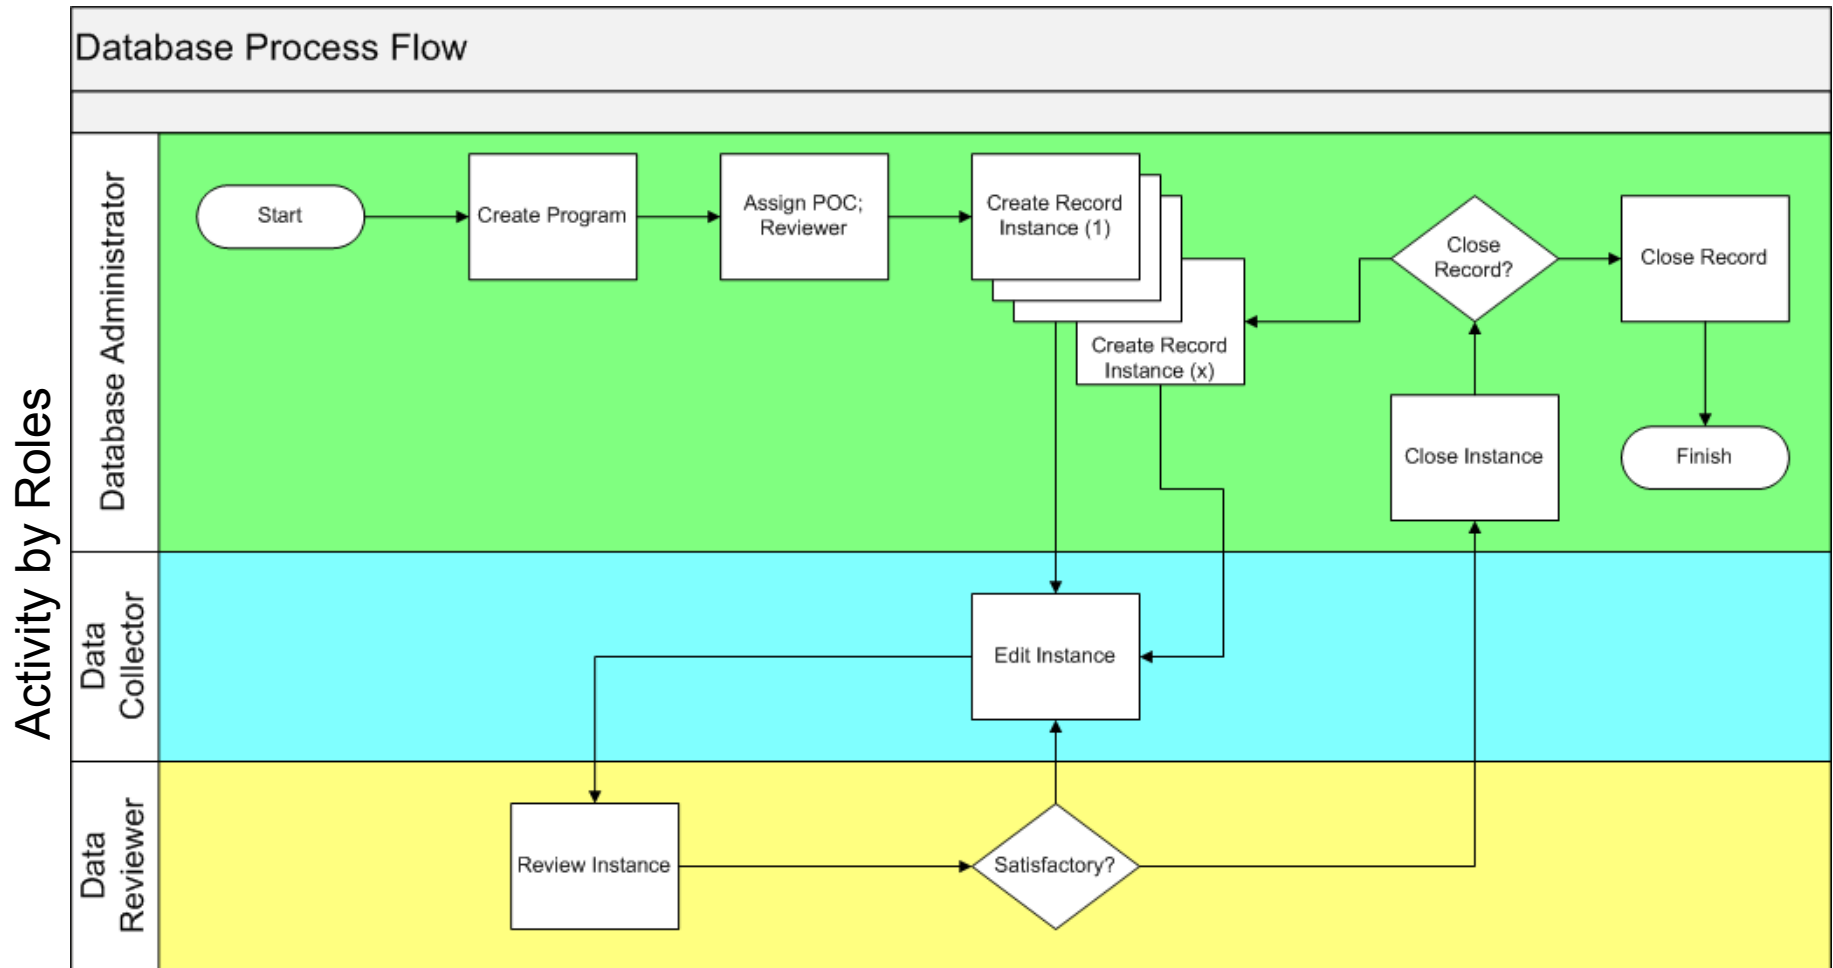 Database Process Flow
Activity by Roles
Database Administrator
Start
Create Program
Assign POC;
Reviewer
Create Record
Instance (1)
Create Record
Instance (x)
Close
Record?
Close Record
Close Instance
Finish
Data
Collector
Edit Instance
Data
Reviewer
Review Instance
Satisfactory?